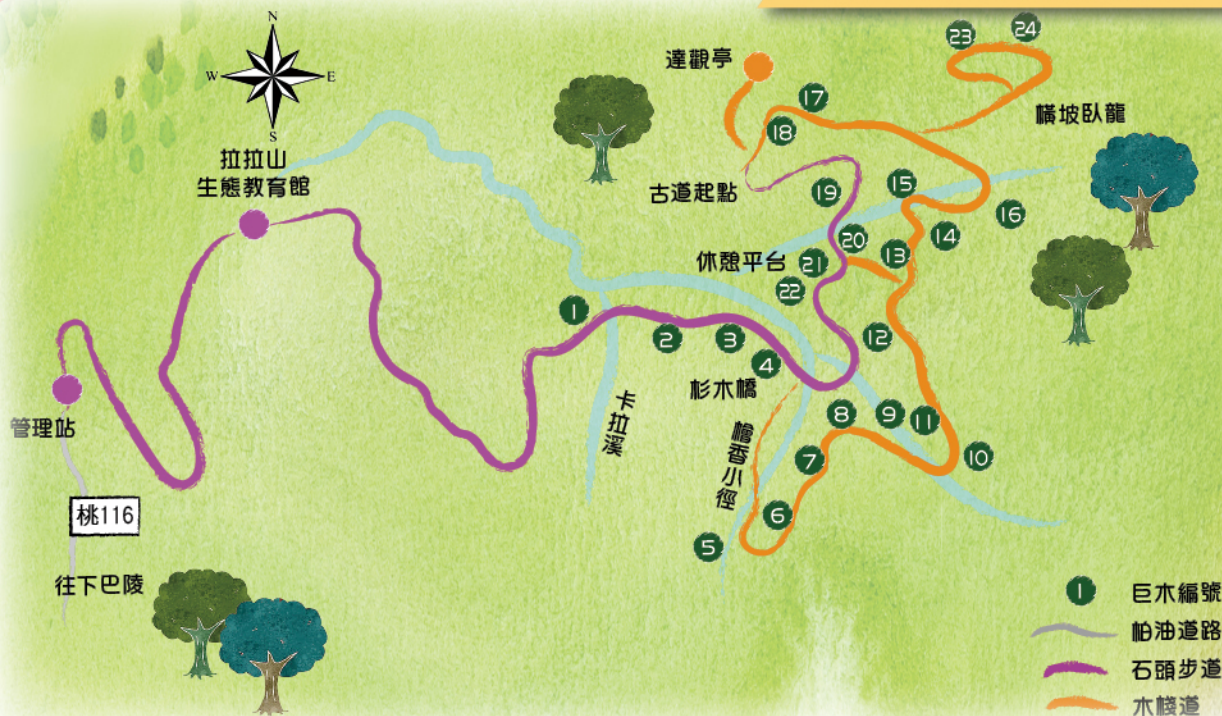 N
W
E
S
達觀亭
23
24
17
18
橫坡臥龍
拉拉山
生態教育館
古道起點
19
15
16
14
20
13
休憩平台
21
22
1
2
3
4
12
杉木橋
管理站
卡拉溪
檜香小徑
8
9
11
10
7
6
5
桃116
往下巴陵
1
巨木編號
柏油道路
石頭步道
木棧道